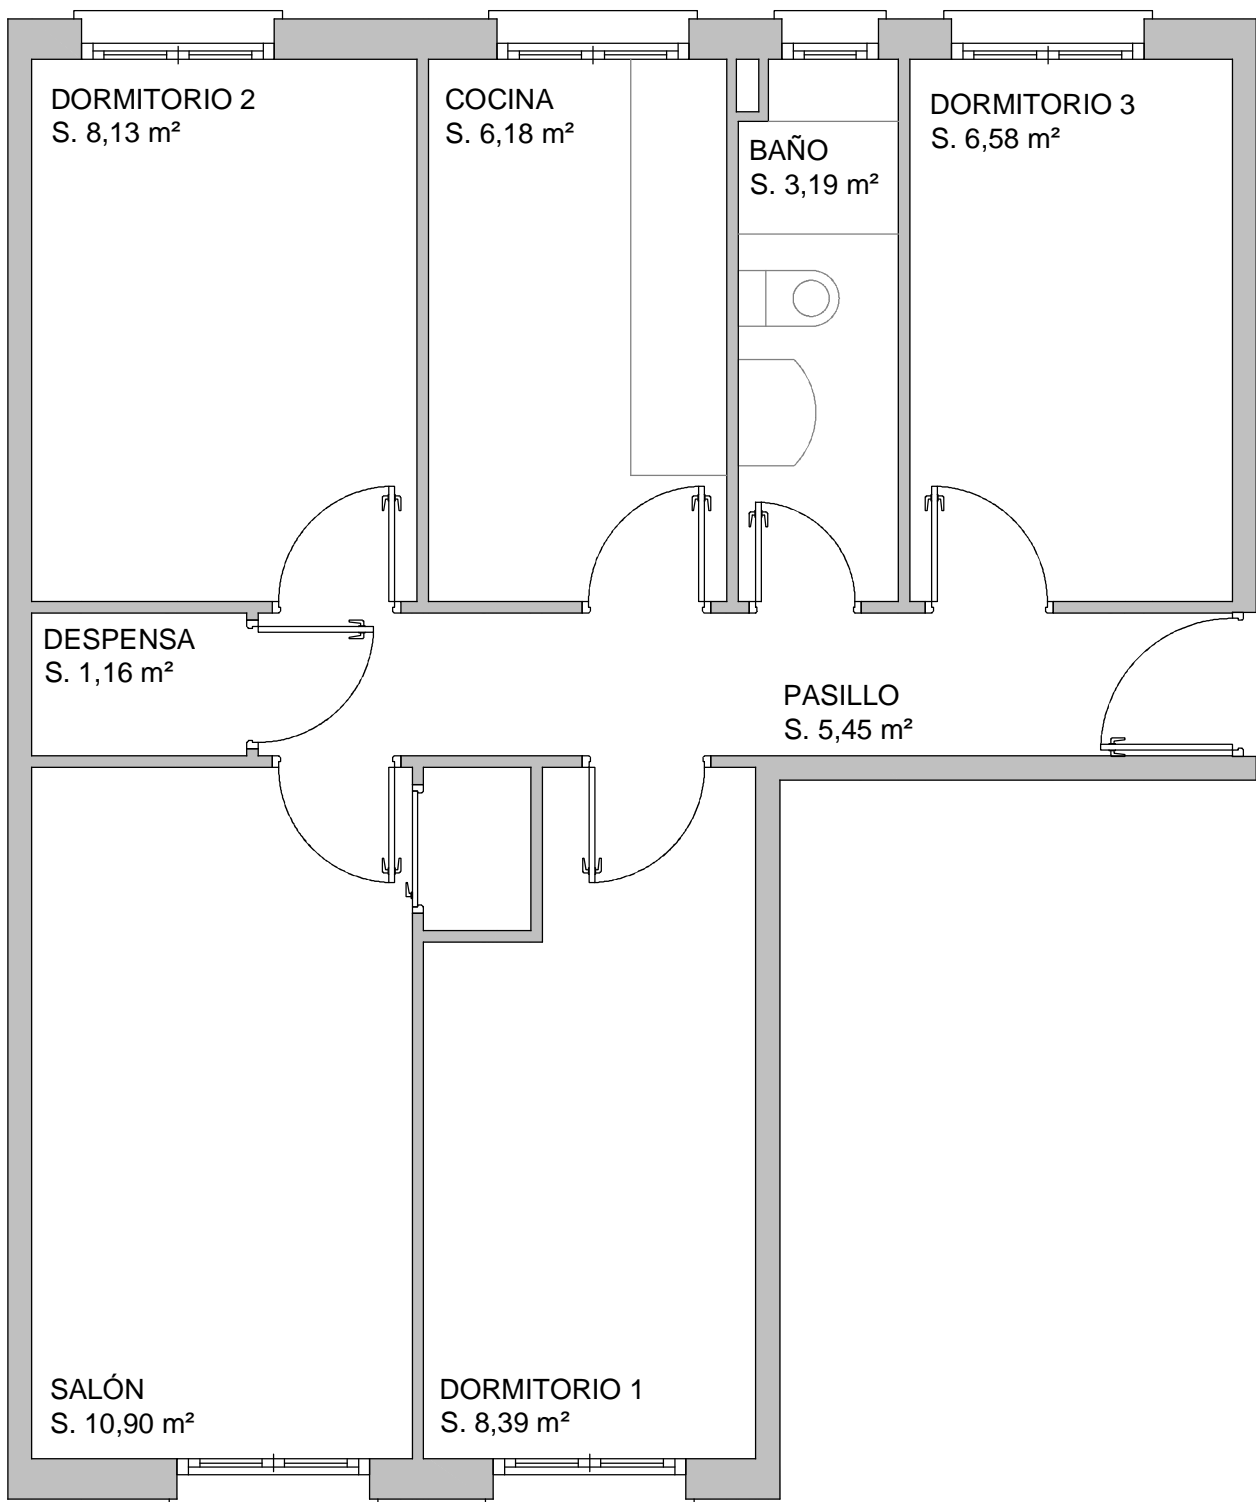 DORMITORIO 2
S. 8,13 m²
COCINA
S. 6,18 m²
BAÑO
S. 3,19 m²
DORMITORIO 3
S. 6,58 m²
DESPENSA
S. 1,16 m²
PASILLO
S. 5,45 m²
SALÓN
S. 10,90 m²
DORMITORIO 1
S. 8,39 m²